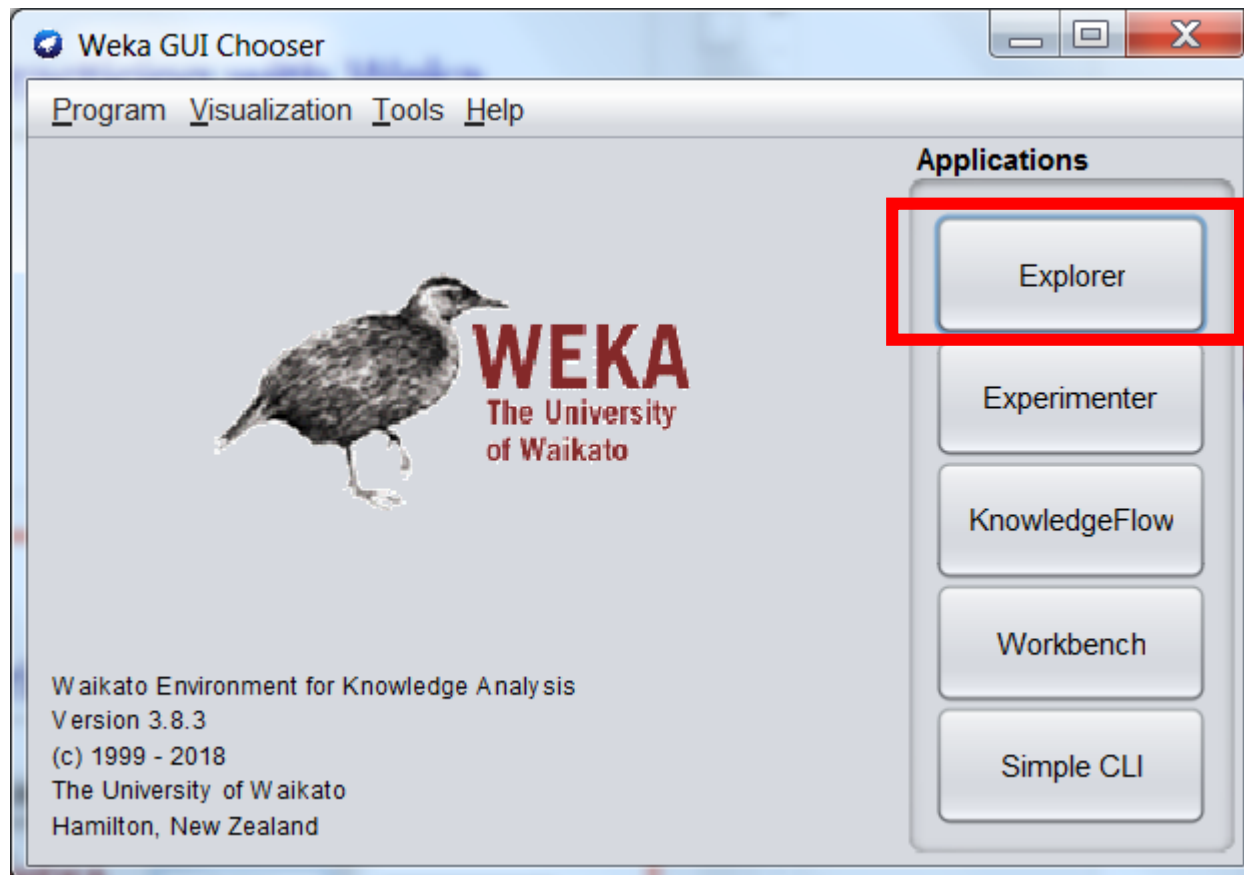 Weka GUI Chooser
Program Visualization Tools Help
Applications
Explorer
Experimenter
KnowledgeFlow
Workbench
Simple CLI
WEKA
The University
of Waikato
Waikato Environment for Knowledge Analysis
Version 3.8.3
(c) 1999 - 2018
The University of Waikato
Hamilton, New Zealand